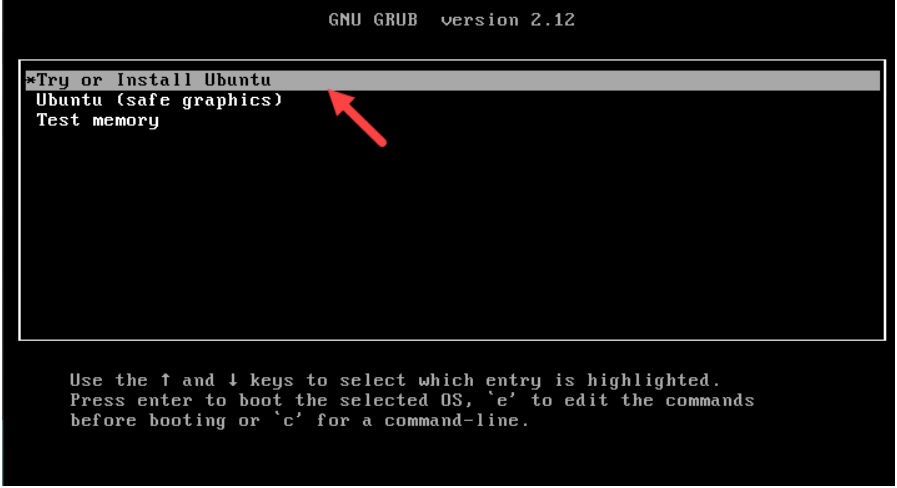 GNU GRUB  version 2.12
*Try or Install Ubuntu
Ubuntu (safe graphics)
Test memory
Use the ↑ and ↓ keys to select which entry is highlighted.
Press enter to boot the selected OS, `e' to edit the commands
before booting or `c' for a command-line.